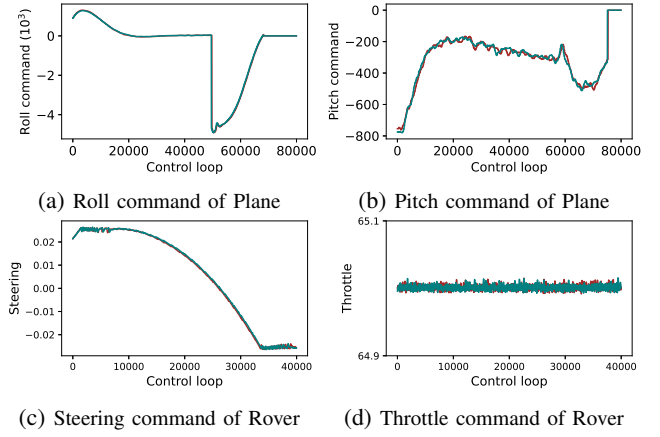 Roll command (10³)
0
−2
−4
0 20000 40000 60000 80000
Control loop
(a) Roll command of Plane
Pitch command
0
−200
−400
−600
−800
0 20000 40000 60000 80000
Control loop
(b) Pitch command of Plane
Steering
0.02
0.01
0.00
−0.01
−0.02
0 10000 20000 30000 40000
Control loop
(c) Steering command of Rover
Throttle
65.1
64.9
0 10000 20000 30000 40000
Control loop
(d) Throttle command of Rover